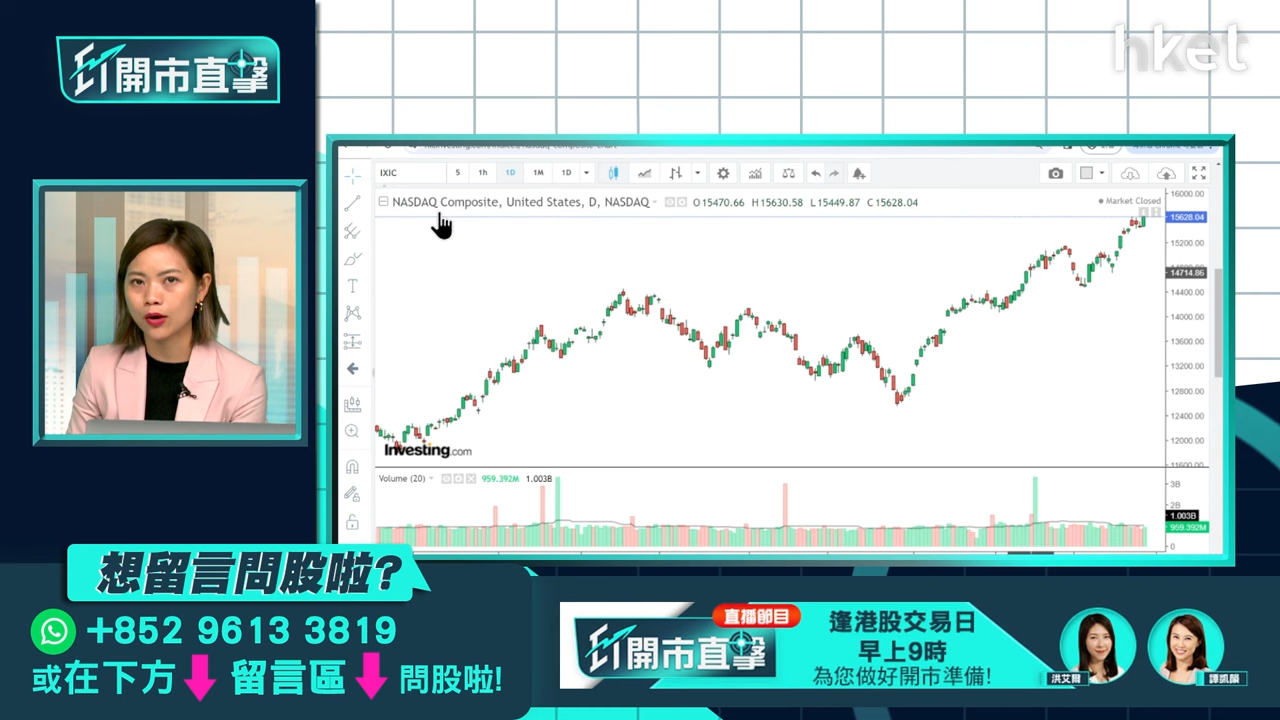 開市直擊
hket
IXIC
5
1h
1D
1M
1D
NASDAQ Composite, United States, D, NASDAQ
O15470.66 H15630.58 L15449.87 C15628.04
Market Closed
16000.00
15628.04
15200.00
14714.86
14400.00
14000.00
13600.00
13200.00
12800.00
12400.00
12000.00
11600.00
Investing.com
Volume (20)
959.392M
1.003B
3B
2B
1.003B
959.392M
0
想留言問股啦?
+852 9613 3819
或在下方
留言區
問股啦!
直播節目
開市直擊
逢港股交易日
早上9時
為您做好開市準備!
洪艾爾
譚凱韻